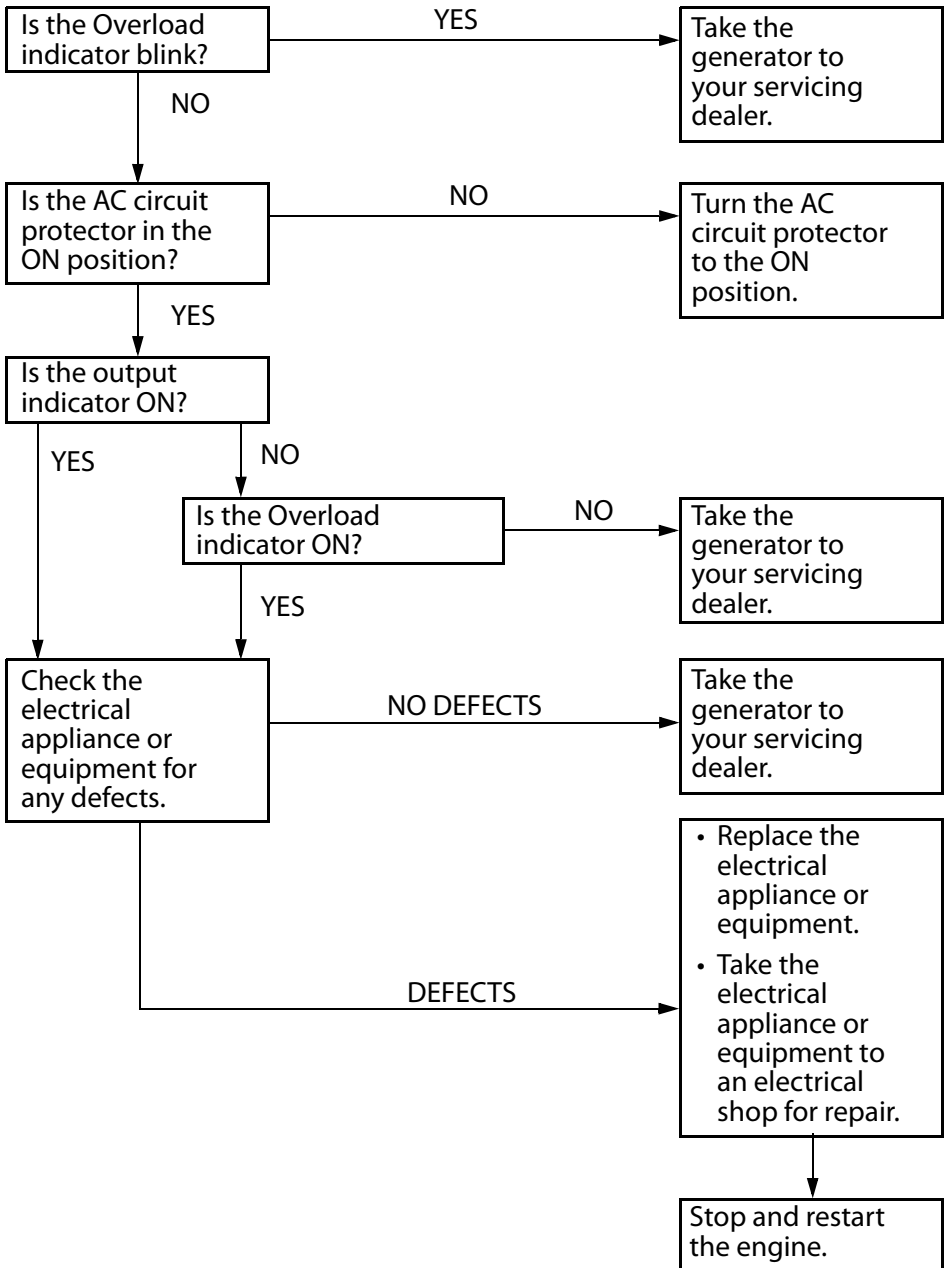 Is the Overload
indicator blink?
YES
Take the
generator to
your servicing
dealer.
NO
Is the AC circuit
protector in the
ON position?
NO
Turn the AC
circuit protector
to the ON
position.
YES
Is the output
indicator ON?
YES
NO
Is the Overload
indicator ON?
NO
Take the
generator to
your servicing
dealer.
YES
Check the
electrical
appliance or
equipment for
any defects.
NO DEFECTS
Take the
generator to
your servicing
dealer.
DEFECTS
• Replace the
electrical
appliance or
equipment.
• Take the
electrical
appliance or
equipment to
an electrical
shop for repair.
Stop and restart
the engine.